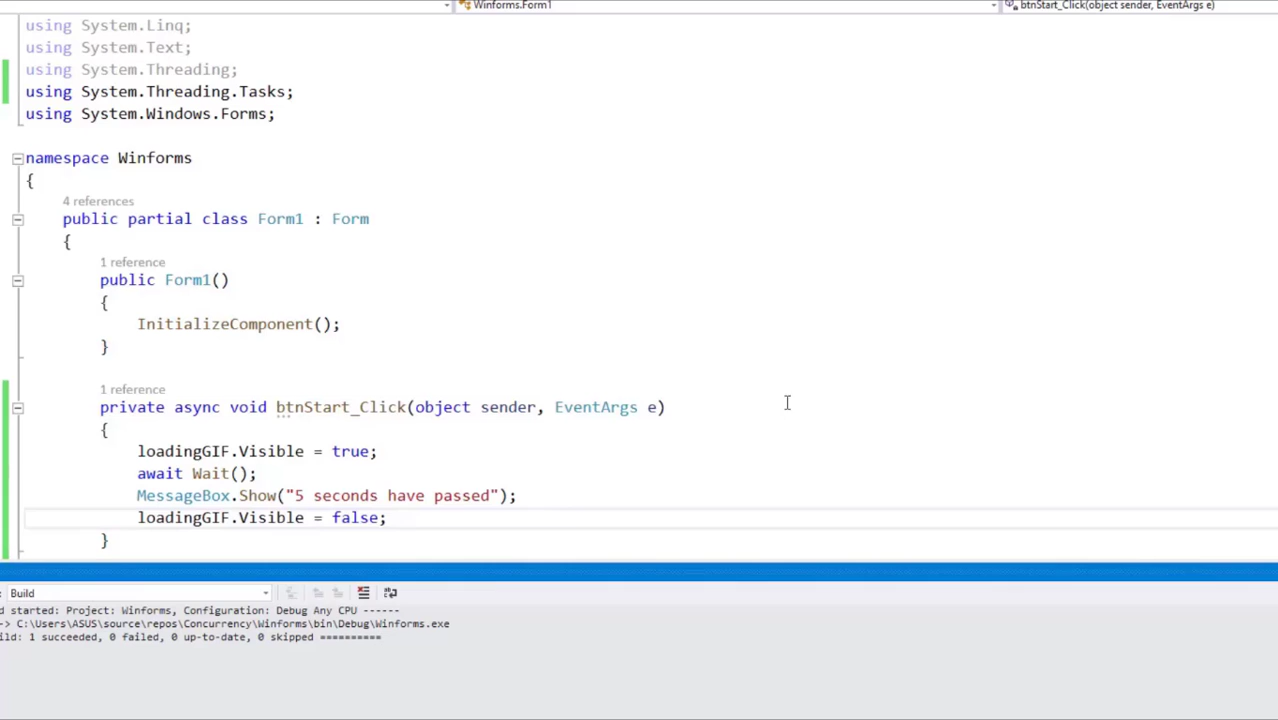 Winforms.Form1
btnStart_Click(object sender, EventArgs e)
using System.Linq;
using System.Text;
using System.Threading;
using System.Threading.Tasks;
using System.Windows.Forms;
namespace Winforms
{
4 references
public partial class Form1 : Form
{
1 reference
public Form1()
{
InitializeComponent();
}
1 reference
private async void btnStart_Click(object sender, EventArgs e)
{
loadingGIF.Visible = true;
await Wait();
MessageBox.Show("5 seconds have passed");
loadingGIF.Visible = false;
}
: Build
d started: Project: Winforms, Configuration: Debug Any CPU ------
-> C:\Users\ASUS\source\repos\Concurrency\Winforms\bin\Debug\Winforms.exe
ild: 1 succeeded, 0 failed, 0 up-to-date, 0 skipped ==========